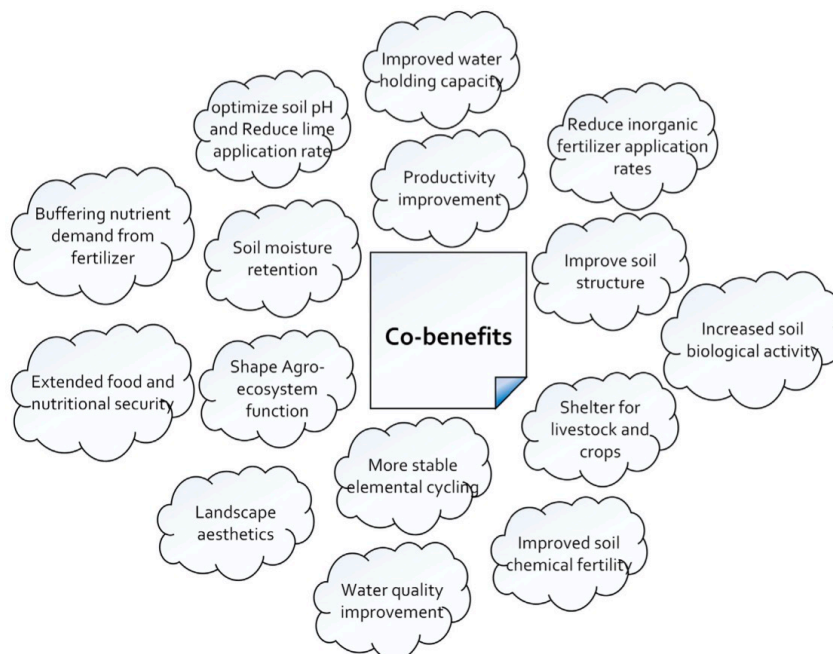 Improved water
holding capacity
optimize soil pH
and Reduce lime
application rate
Reduce inorganic
fertilizer application
rates
Productivity
improvement
Buffering nutrient
demand from
fertilizer
Soil moisture
retention
Improve soil
structure
Co-benefits
Increased soil
biological activity
Extended food and
nutritional security
Shape Agro-
ecosystem
function
Shelter for
livestock and
crops
More stable
elemental cycling
Landscape
aesthetics
Improved soil
chemical fertility
Water quality
improvement